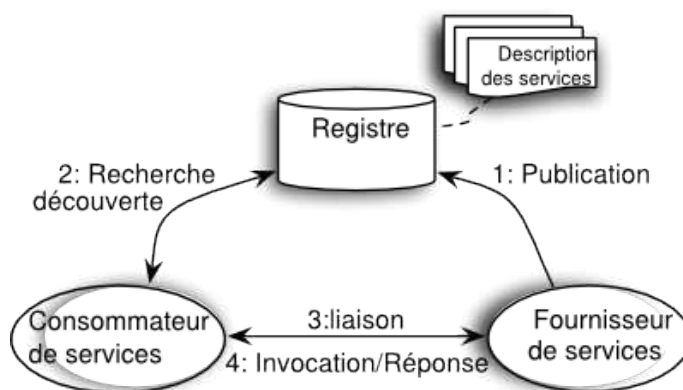 Description
des services
Registre
2: Recherche
découverte
1: Publication
Consommateur
de services
3:liaison
4: Invocation/Réponse
Fournisseur
de services